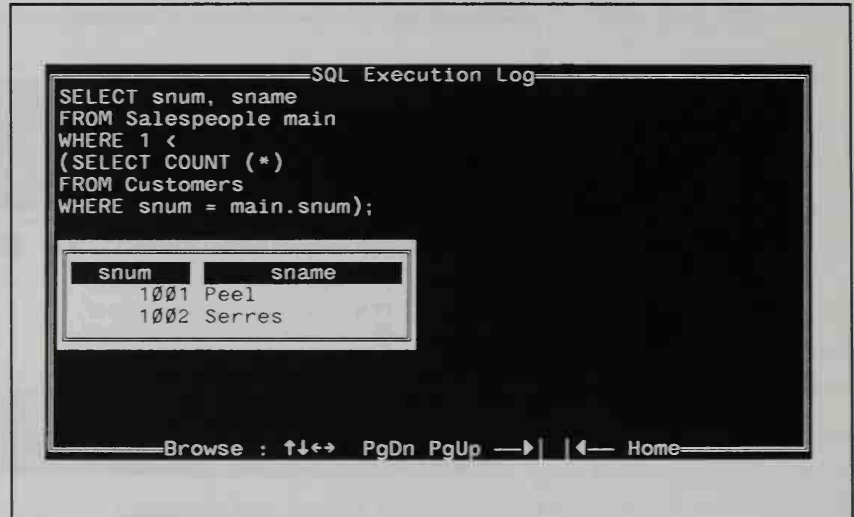 SQL Execution Log
SELECT snum, sname
FROM Salespeople main
WHERE 1 <
(SELECT COUNT (*)
FROM Customers
WHERE snum = main.snum);
snum sname
1001 Peel
1002 Serres
Browse : ↑↓←→ PgDn PgUp —▶| |◀— Home